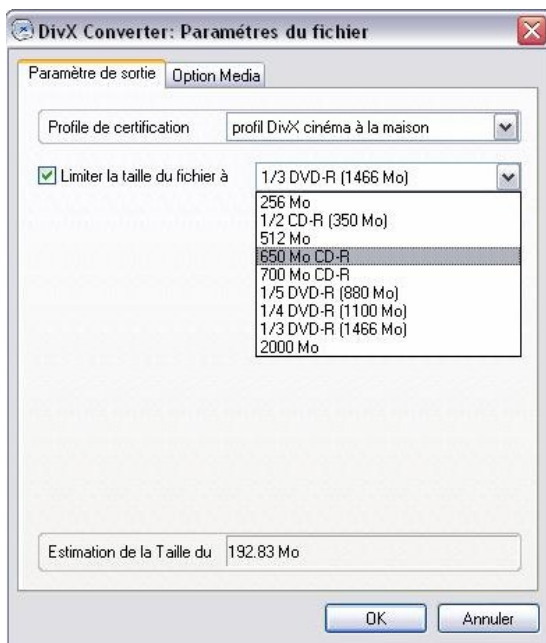 DivX Converter: Paramétres du fichier
Paramètre de sortie
Option Media
Profile de certification
profil DivX cinéma à la maison
Limiter la taille du fichier à
1/3 DVD-R (1466 Mo)
256 Mo
1/2 CD-R (350 Mo)
512 Mo
650 Mo CD-R
700 Mo CD-R
1/5 DVD-R (880 Mo)
1/4 DVD-R (1100 Mo)
1/3 DVD-R (1466 Mo)
2000 Mo
Estimation de la Taille du
192.83 Mo
OK
Annuler